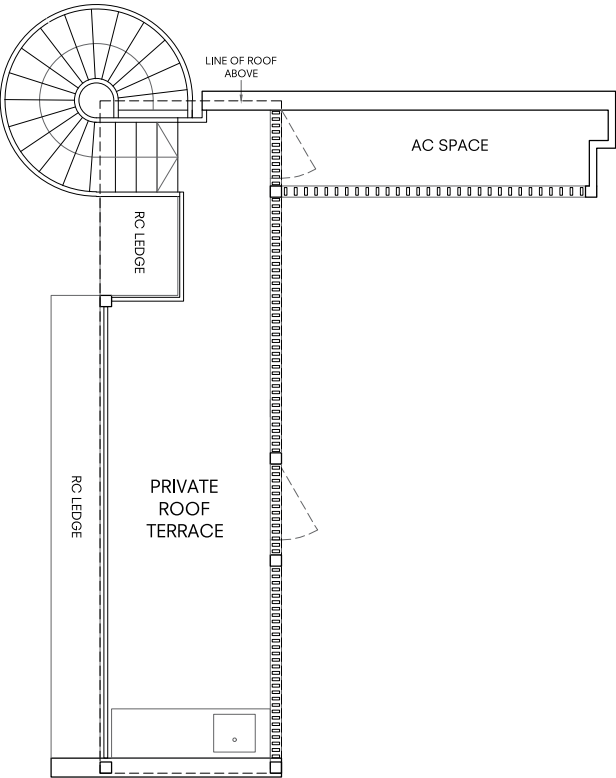 LINE OF ROOF
ABOVE
AC SPACE
RC LEDGE
PRIVATE
ROOF
TERRACE
RC LEDGE